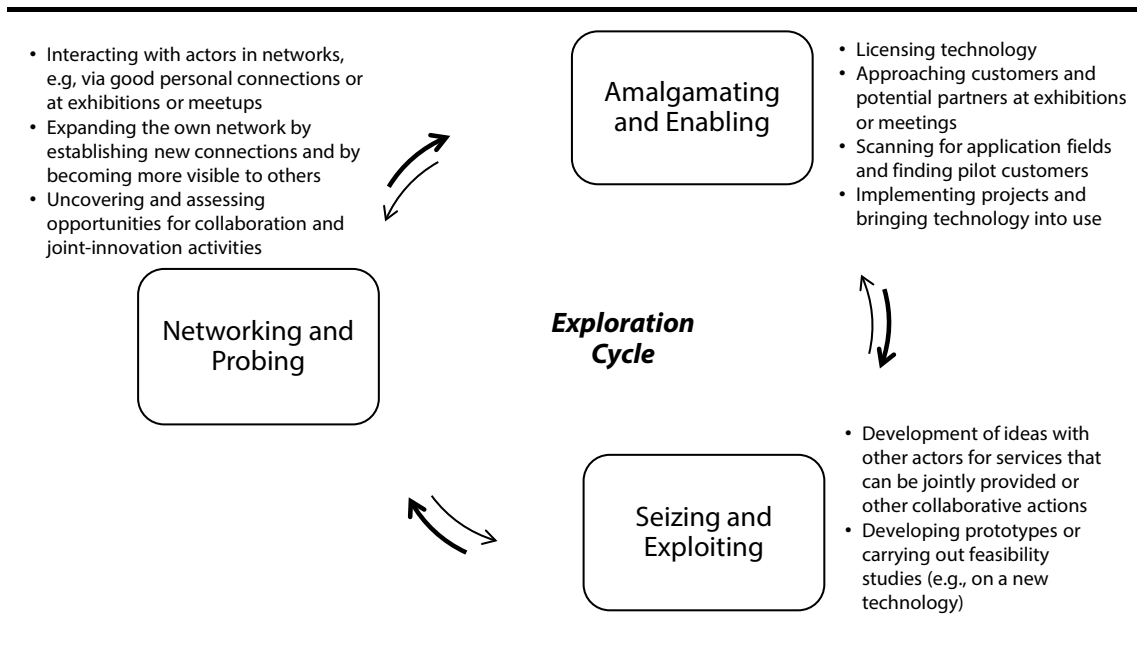 • Interacting with actors in networks,
e.g, via good personal connections or
at exhibitions or meetups
• Expanding the own network by
establishing new connections and by
becoming more visible to others
• Uncovering and assessing
opportunities for collaboration and
joint-innovation activities
Networking and
Probing
Amalgamating
and Enabling
• Licensing technology
• Approaching customers and
potential partners at exhibitions
or meetings
• Scanning for application fields
and finding pilot customers
• Implementing projects and
bringing technology into use
Exploration
Cycle
Seizing and
Exploiting
• Development of ideas with
other actors for services that
can be jointly provided or
other collaborative actions
• Developing prototypes or
carrying out feasibility
studies (e.g., on a new
technology)